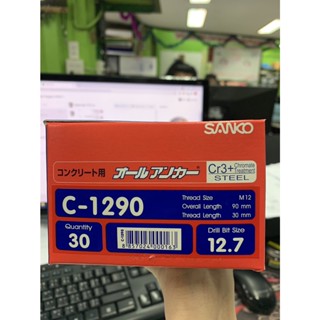 SANKO
コンクリート用 オールアンカー Cr3+ Chromate Treatment STEEL
C-1290
Thread Size M12
Overall Length 90 mm
Thread Length 30 mm
Quantity 30
Drill Bit Size 12.7